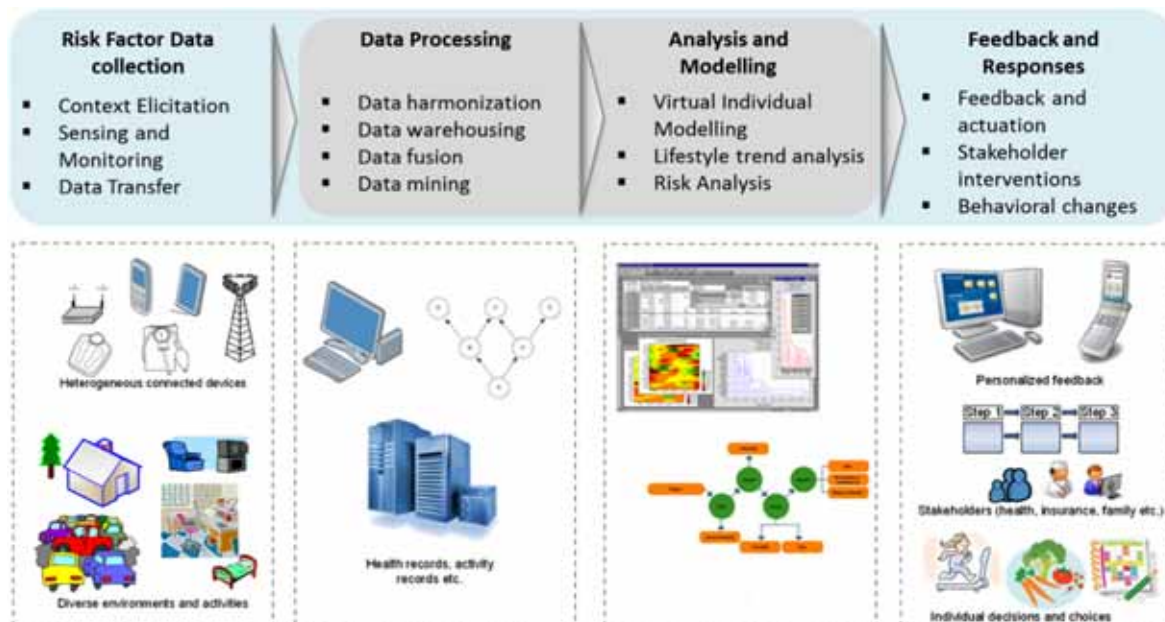 Risk Factor Data
collection
▪ Context Elicitation
▪ Sensing and
Monitoring
▪ Data Transfer
Data Processing
▪ Data harmonization
▪ Data warehousing
▪ Data fusion
▪ Data mining
Analysis and
Modelling
▪ Virtual Individual
Modelling
▪ Lifestyle trend analysis
▪ Risk Analysis
Feedback and
Responses
▪ Feedback and
actuation
▪ Stakeholder
interventions
▪ Behavioral changes
Heterogeneous connected devices
Diverse environments and activities
Health records, activity
records etc.
Personalized feedback
Step 1
Step 2
Step 3
Stakeholders (health, insurance, family etc.)
Individual decisions and choices